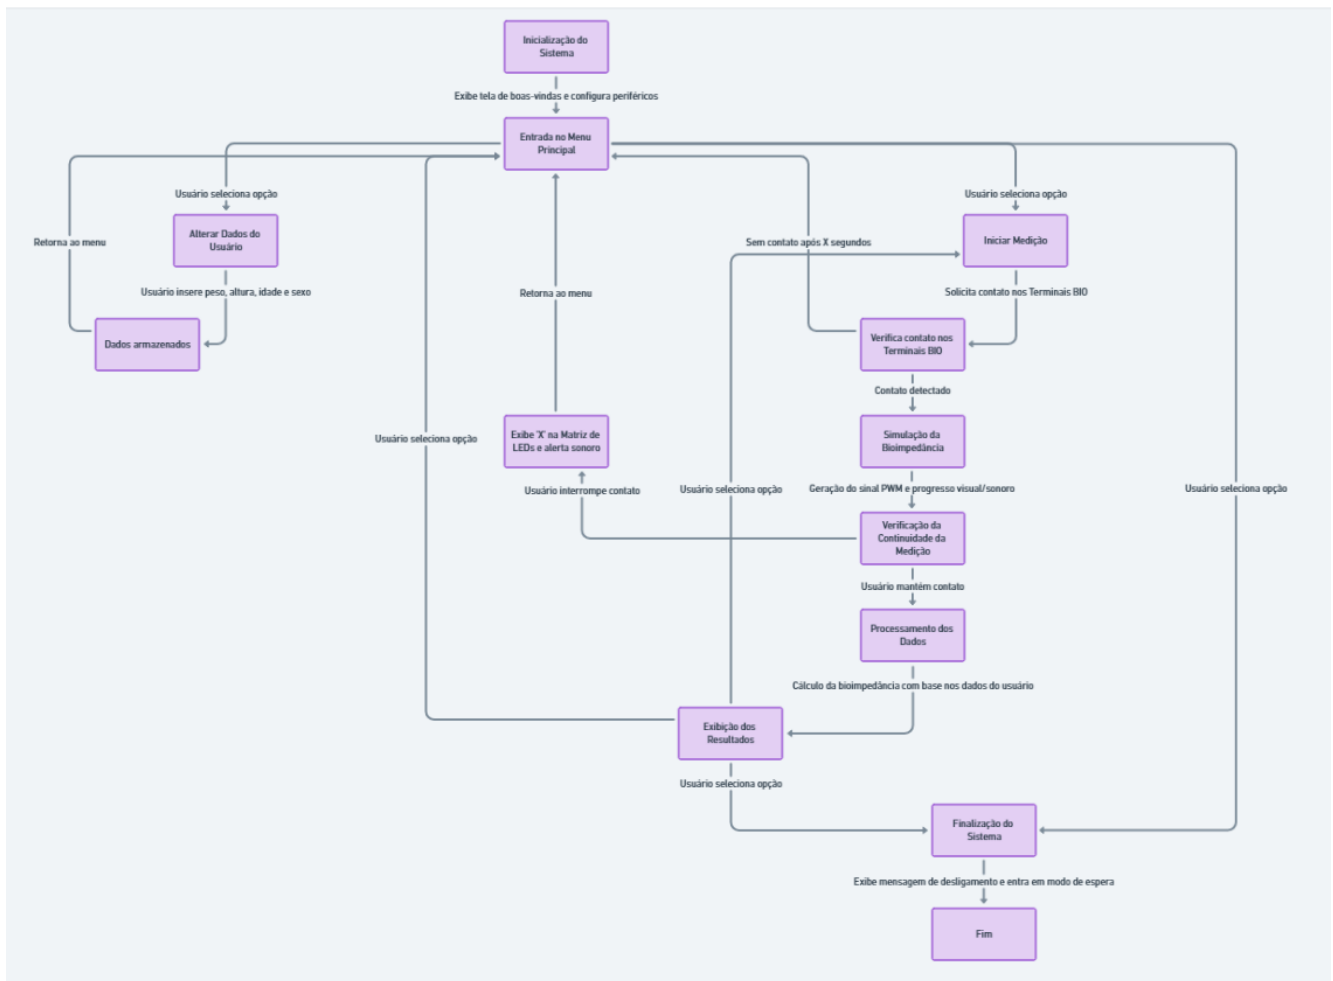 Inicialização do
Sistema
Exibe tela de boas-vindas e configura periféricos
Entrada no Menu
Principal
Usuário seleciona opção
Usuário seleciona opção
Alterar Dados do
Usuário
Iniciar Medição
Retorna ao menu
Sem contato após X segundos
Usuário insere peso, altura, idade e sexo
Retorna ao menu
Solicita contato nos Terminais BIO
Dados armazenados
Verifica contato nos
Terminais BIO
Contato detectado
Usuário seleciona opção
Exibe 'X' na Matriz de
LEDs e alerta sonoro
Simulação da
Bioimpedância
Usuário interrompe contato
Usuário seleciona opção
Geração do sinal PWM e progresso visual/sonoro
Usuário seleciona opção
Verificação da
Continuidade da
Medição
Usuário mantém contato
Processamento dos
Dados
Cálculo da bioimpedância com base nos dados do usuário
Exibição dos
Resultados
Usuário seleciona opção
Finalização do
Sistema
Exibe mensagem de desligamento e entra em modo de espera
Fim